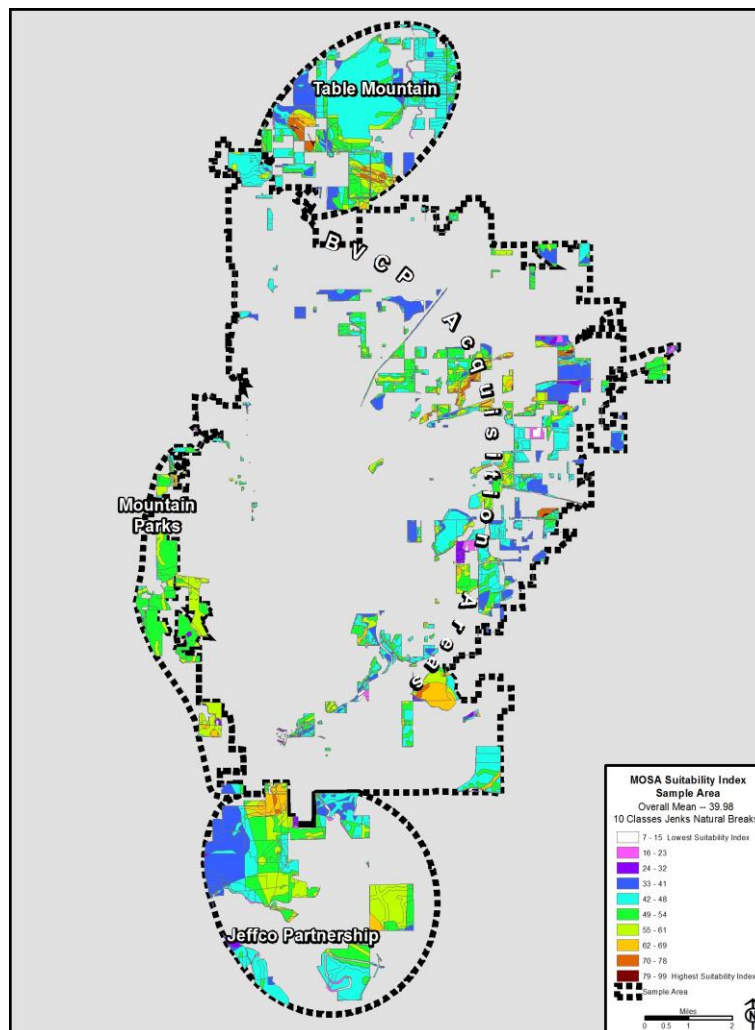 Table Mountain
BVCP Acquisition Areas
Mountain
Parks
Jeffco Partnership
MOSA Suitability Index
Sample Area
Overall Mean -- 39.98
10 Classes Jenks Natural Breaks
7 - 15 Lowest Suitability Index
16 - 23
24 - 32
33 - 41
42 - 48
49 - 54
55 - 61
62 - 69
70 - 78
79 - 99 Highest Suitability Index
Sample Area
Miles
0 0.5 1 2
N